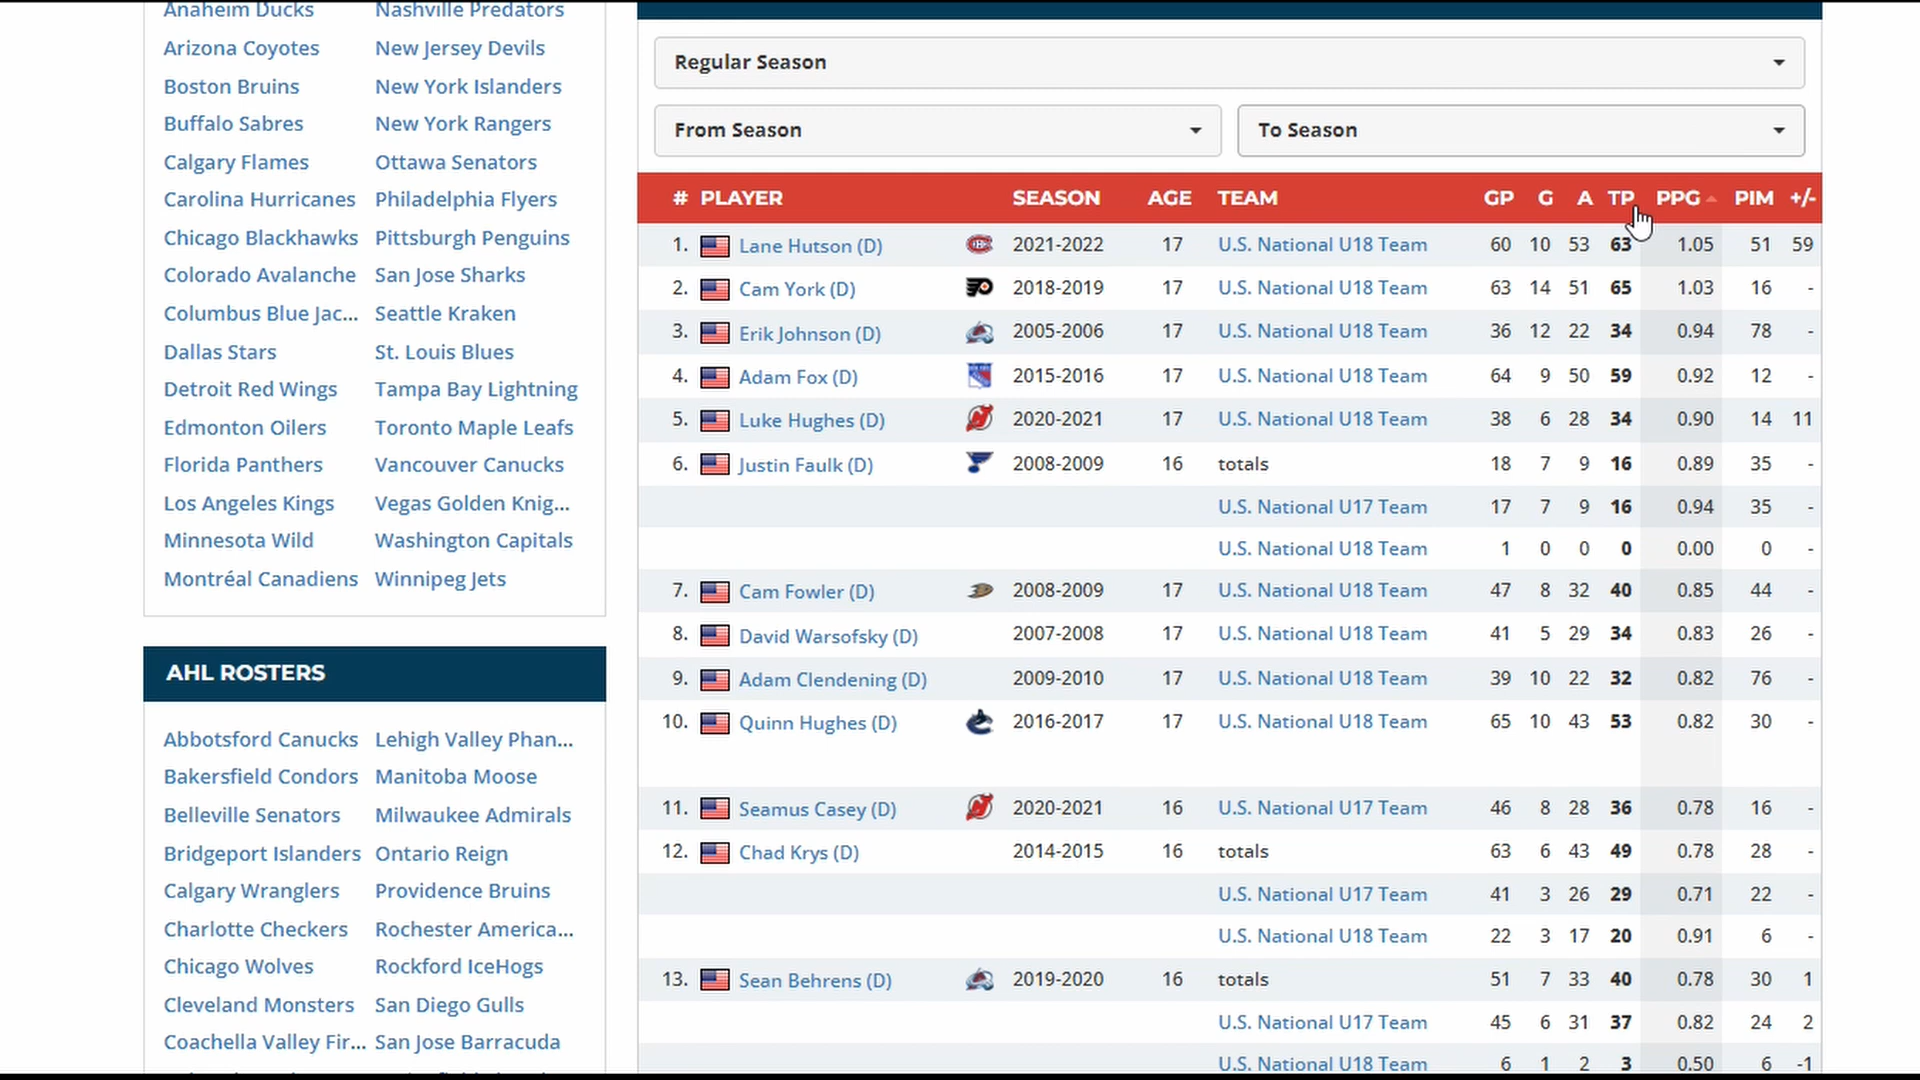 Anaheim Ducks Nashville Predators
Arizona Coyotes New Jersey Devils
Boston Bruins New York Islanders
Buffalo Sabres New York Rangers
Calgary Flames Ottawa Senators
Carolina Hurricanes Philadelphia Flyers
Chicago Blackhawks Pittsburgh Penguins
Colorado Avalanche San Jose Sharks
Columbus Blue Jac... Seattle Kraken
Dallas Stars St. Louis Blues
Detroit Red Wings Tampa Bay Lightning
Edmonton Oilers Toronto Maple Leafs
Florida Panthers Vancouver Canucks
Los Angeles Kings Vegas Golden Knig...
Minnesota Wild Washington Capitals
Montréal Canadiens Winnipeg Jets
AHL ROSTERS
Abbotsford Canucks Lehigh Valley Phan...
Bakersfield Condors Manitoba Moose
Belleville Senators Milwaukee Admirals
Bridgeport Islanders Ontario Reign
Calgary Wranglers Providence Bruins
Charlotte Checkers Rochester America...
Chicago Wolves Rockford IceHogs
Cleveland Monsters San Diego Gulls
Coachella Valley Fir... San Jose Barracuda
Regular Season
From Season To Season
# PLAYER SEASON AGE TEAM GP G A TP PPG PIM +/-
1. Lane Hutson (D) 2021-2022 17 U.S. National U18 Team 60 10 53 63 1.05 51 59
2. Cam York (D) 2018-2019 17 U.S. National U18 Team 63 14 51 65 1.03 16 -
3. Erik Johnson (D) 2005-2006 17 U.S. National U18 Team 36 12 22 34 0.94 78 -
4. Adam Fox (D) 2015-2016 17 U.S. National U18 Team 64 9 50 59 0.92 12 -
5. Luke Hughes (D) 2020-2021 17 U.S. National U18 Team 38 6 28 34 0.90 14 11
6. Justin Faulk (D) 2008-2009 16 totals 18 7 9 16 0.89 35 -
U.S. National U17 Team 17 7 9 16 0.94 35 -
U.S. National U18 Team 1 0 0 0 0.00 0 -
7. Cam Fowler (D) 2008-2009 17 U.S. National U18 Team 47 8 32 40 0.85 44 -
8. David Warsofsky (D) 2007-2008 17 U.S. National U18 Team 41 5 29 34 0.83 26 -
9. Adam Clendening (D) 2009-2010 17 U.S. National U18 Team 39 10 22 32 0.82 76 -
10. Quinn Hughes (D) 2016-2017 17 U.S. National U18 Team 65 10 43 53 0.82 30 -
11. Seamus Casey (D) 2020-2021 16 U.S. National U17 Team 46 8 28 36 0.78 16 -
12. Chad Krys (D) 2014-2015 16 totals 63 6 43 49 0.78 28 -
U.S. National U17 Team 41 3 26 29 0.71 22 -
U.S. National U18 Team 22 3 17 20 0.91 6 -
13. Sean Behrens (D) 2019-2020 16 totals 51 7 33 40 0.78 30 1
U.S. National U17 Team 45 6 31 37 0.82 24 2
U.S. National U18 Team 6 1 2 3 0.50 6 -1